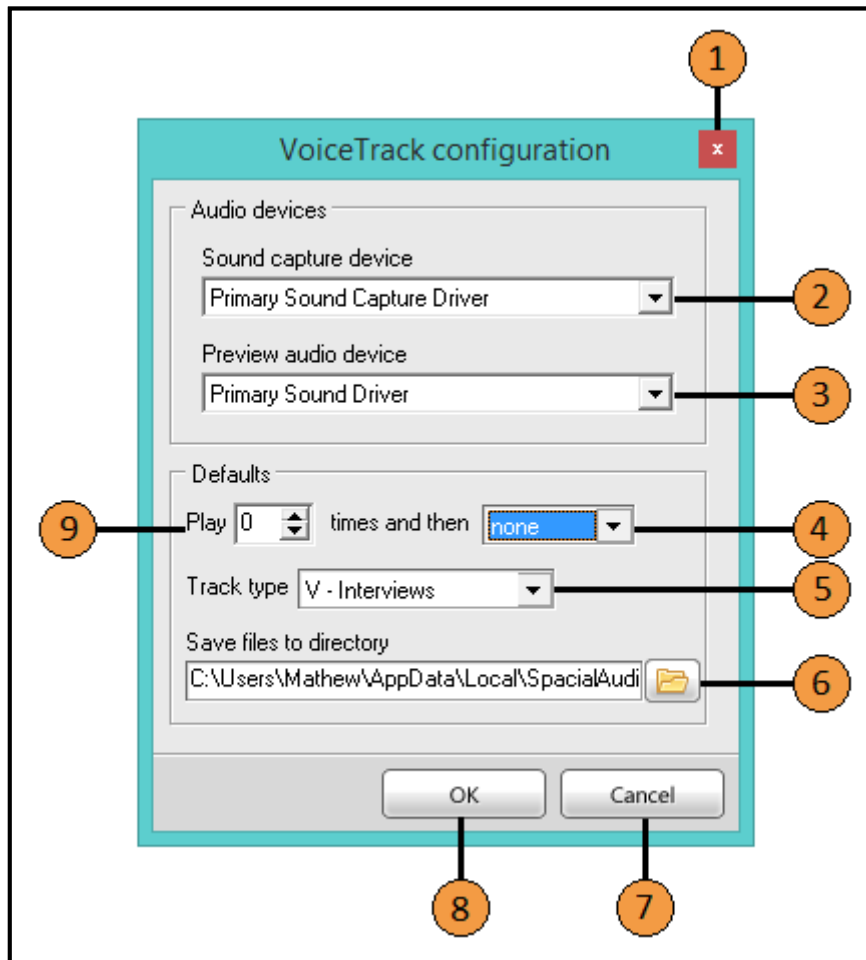 1
VoiceTrack configuration
x
Audio devices
Sound capture device
Primary Sound Capture Driver
2
Preview audio device
Primary Sound Driver
3
Defaults
9
Play 0 times and then none
4
Track type V - Interviews
5
Save files to directory
C:\Users\Mathew\AppData\Local\SpacialAudi
6
OK
Cancel
8
7